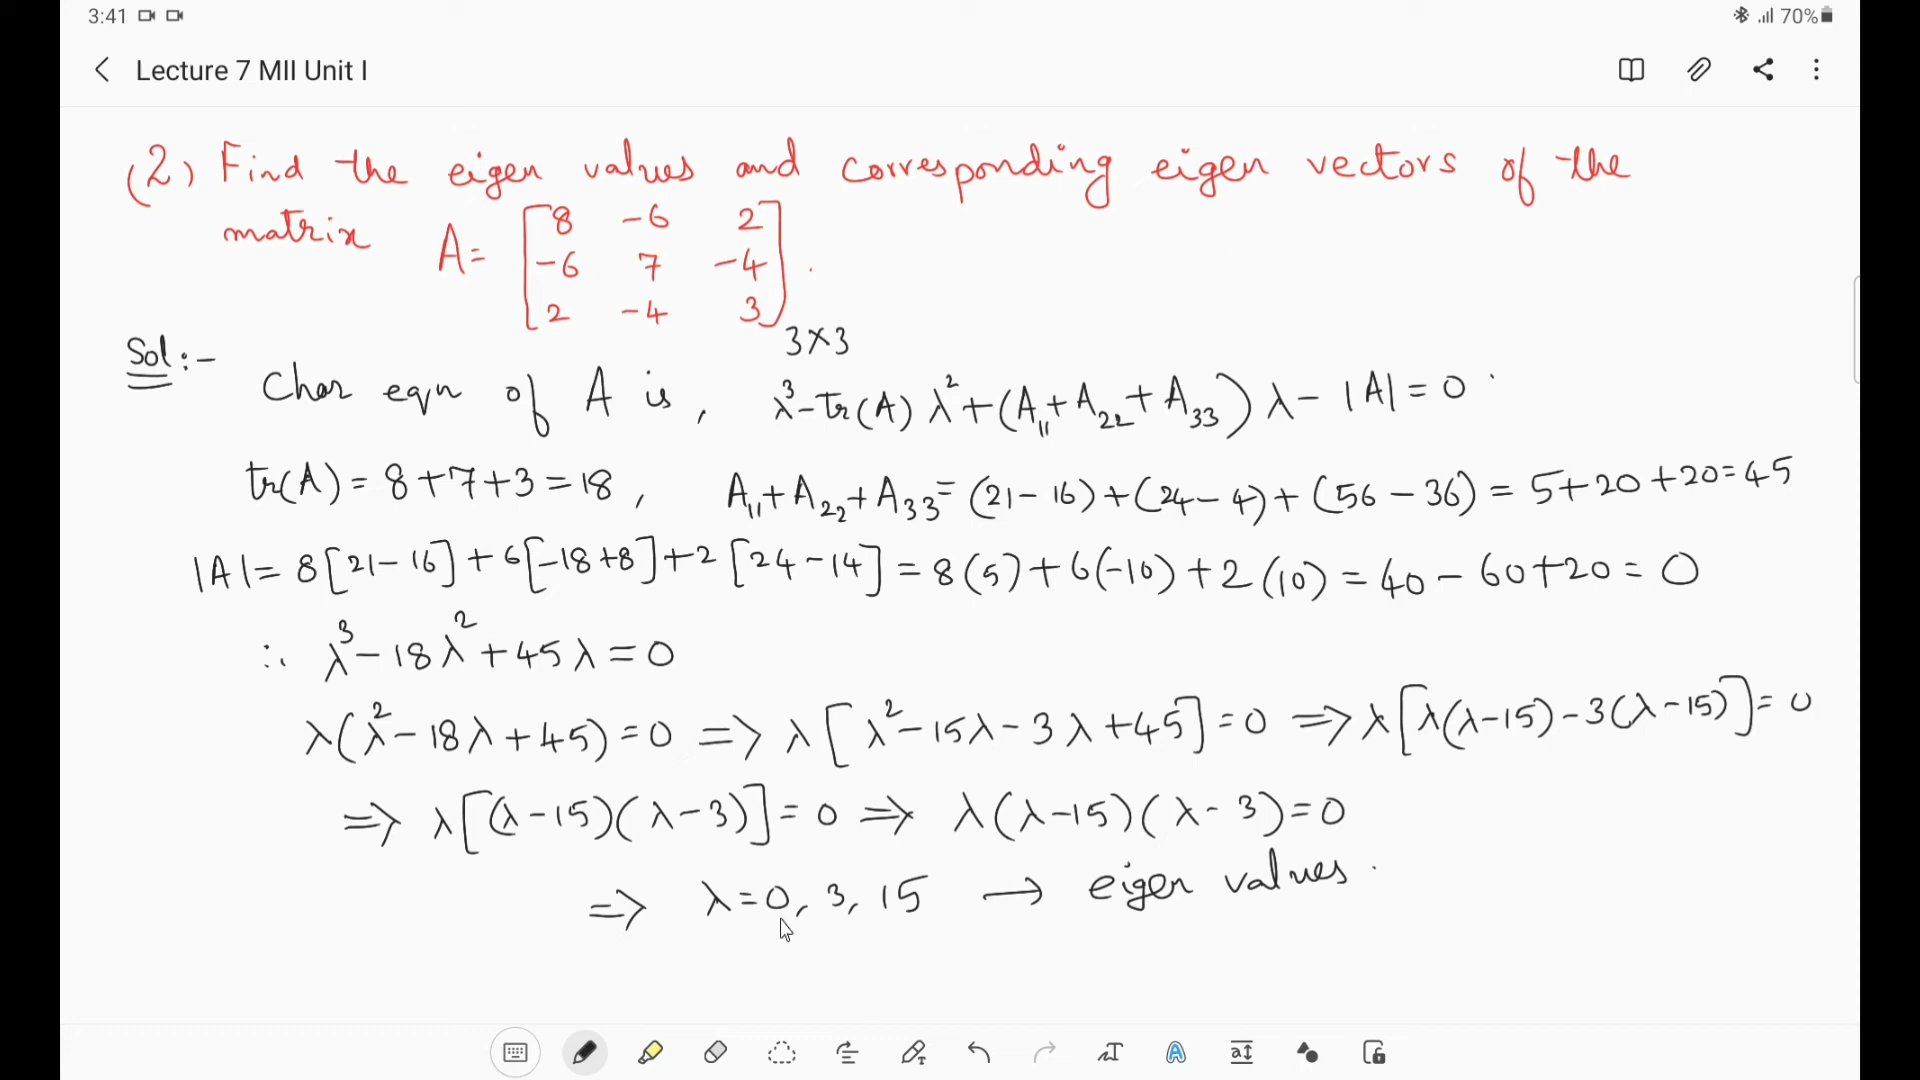 3:41 70%
Lecture 7 MII Unit I
(2) Find the eigen values and corresponding eigen vectors of the
matrix A = [8 -6 2
-6 7 -4
2 -4 3] .
3×3
Sol :-
Char eqn of A is, λ³ - tr(A) λ² + (A₁₁ + A₂₂ + A₃₃) λ - |A| = 0 .
tr(A) = 8+7+3 = 18 , A₁₁ + A₂₂ + A₃₃ = (21-16) + (24-4) + (56-36) = 5+20+20 = 45
|A| = 8[21-16] + 6[-18+8] + 2[24-14] = 8(5) + 6(-10) + 2(10) = 40 - 60 + 20 = 0
∴ λ³ - 18λ² + 45λ = 0
λ(λ² - 18λ + 45) = 0 => λ[λ² - 15λ - 3λ + 45] = 0 => λ[λ(λ-15) - 3(λ-15)] = 0
=> λ[(λ-15)(λ-3)] = 0 => λ(λ-15)(λ-3) = 0
=> λ = 0, 3, 15 → eigen values .